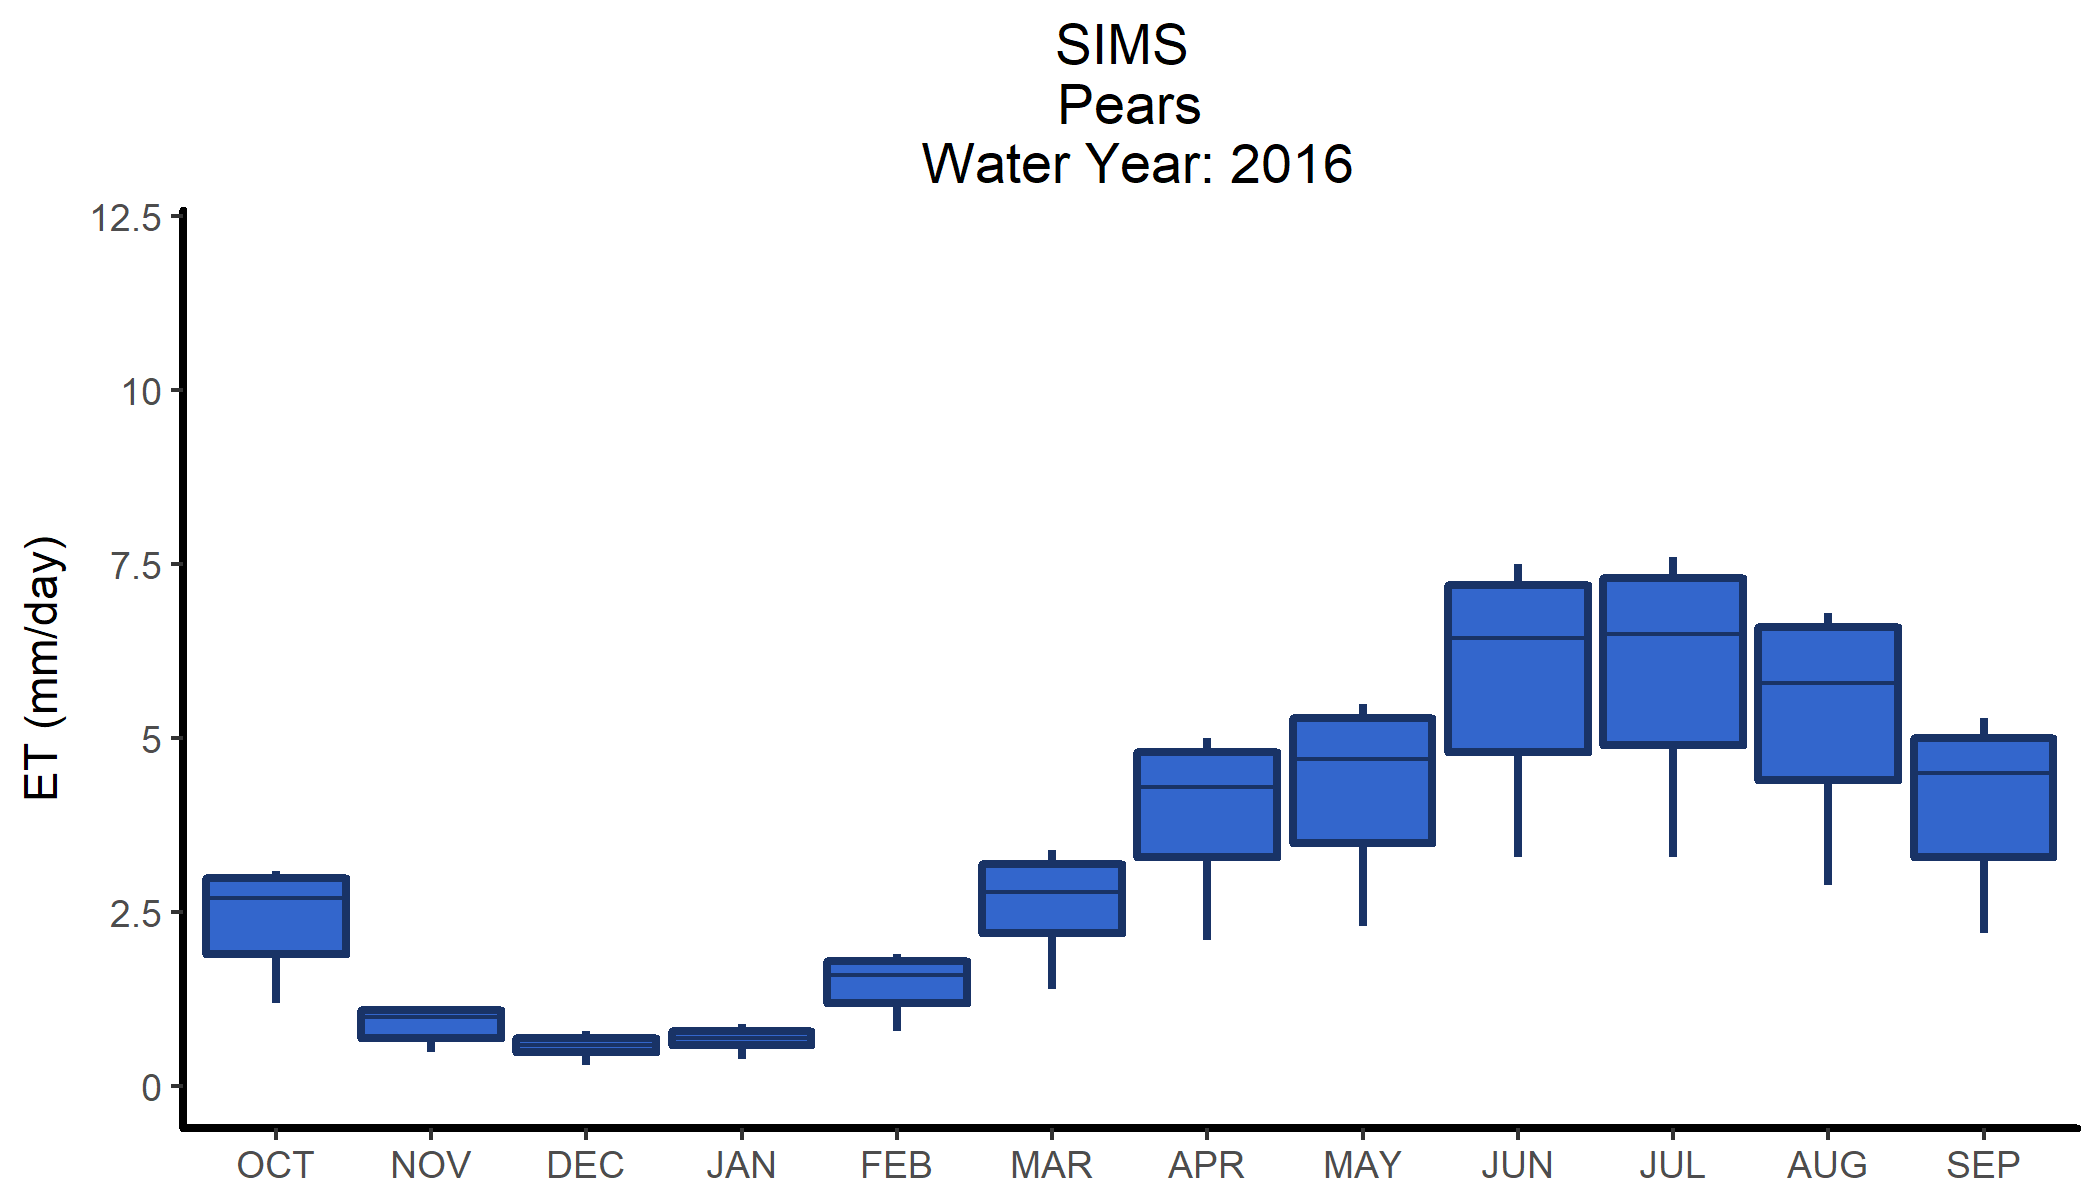 SIMS
Pears
Water Year: 2016
ET (mm/day)
12.5
10
7.5
5
2.5
0
OCT NOV DEC JAN FEB MAR APR MAY JUN JUL AUG SEP